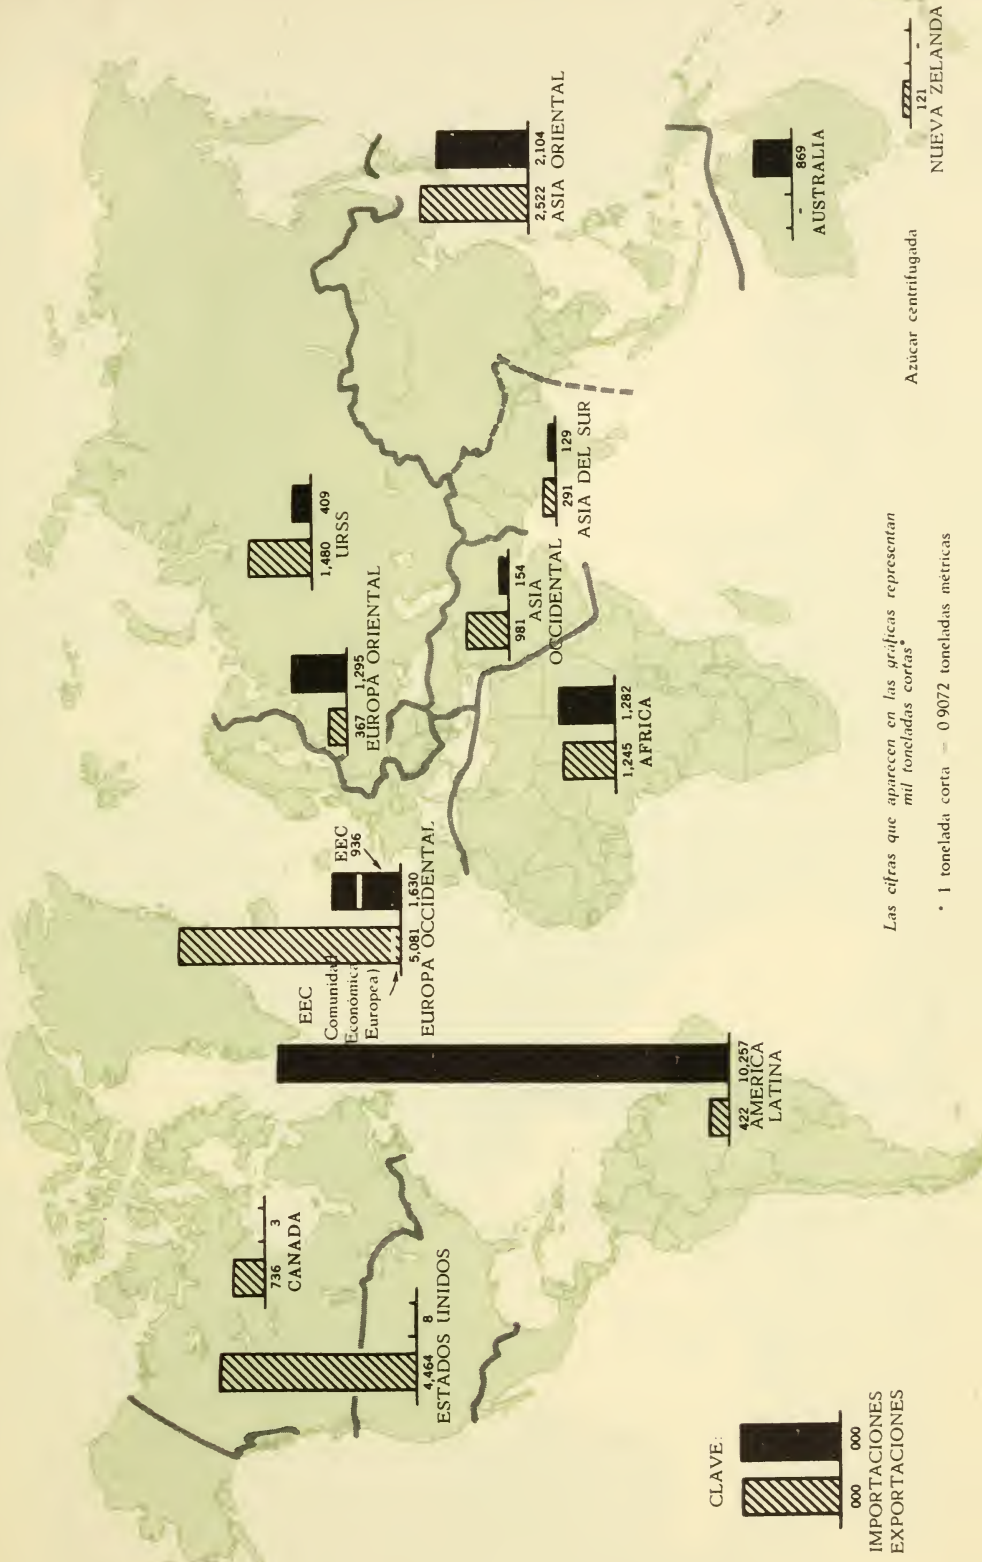 736 3
CANADA
4,464 8
ESTADOS UNIDOS
422 10,257
AMERICA
LATINA
EEC
Comunidad
Económica
Europea)
EEC
936
5,081 1,630
EUROPA OCCIDENTAL
367 1,295
EUROPA ORIENTAL
1,480 409
URSS
1,245 1,282
AFRICA
981 154
ASIA
OCCIDENTAL
291 129
ASIA DEL SUR
2,522 2,104
ASIA ORIENTAL
- 869
AUSTRALIA
121 -
NUEVA ZELANDA
CLAVE:
000 000
IMPORTACIONES
EXPORTACIONES
Las cifras que aparecen en las gráficas representan
mil toneladas cortas*
* 1 tonelada corta - 0 9072 toneladas métricas
Azúcar centrifugada